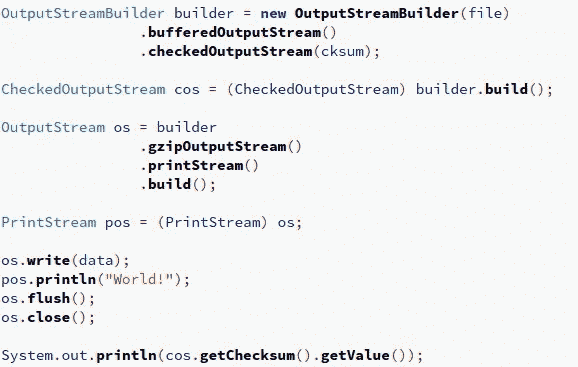 OutputStreamBuilder builder = new OutputStreamBuilder(file)
.bufferedOutputStream()
.checkedOutputStream(cksum);
CheckedOutputStream cos = (CheckedOutputStream) builder.build();
OutputStream os = builder
.gzipOutputStream()
.printStream()
.build();
PrintStream pos = (PrintStream) os;
os.write(data);
pos.println("World!");
os.flush();
os.close();
System.out.println(cos.getChecksum().getValue());